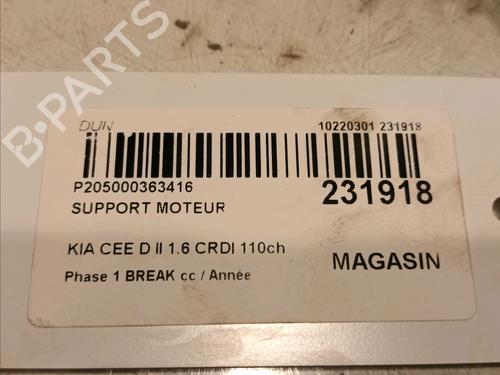 B-PARTS
DUN
10220301 231918
P205000363416
231918
SUPPORT MOTEUR
KIA CEE D II 1.6 CRDI 110ch
MAGASIN
Phase 1 BREAK cc / Année